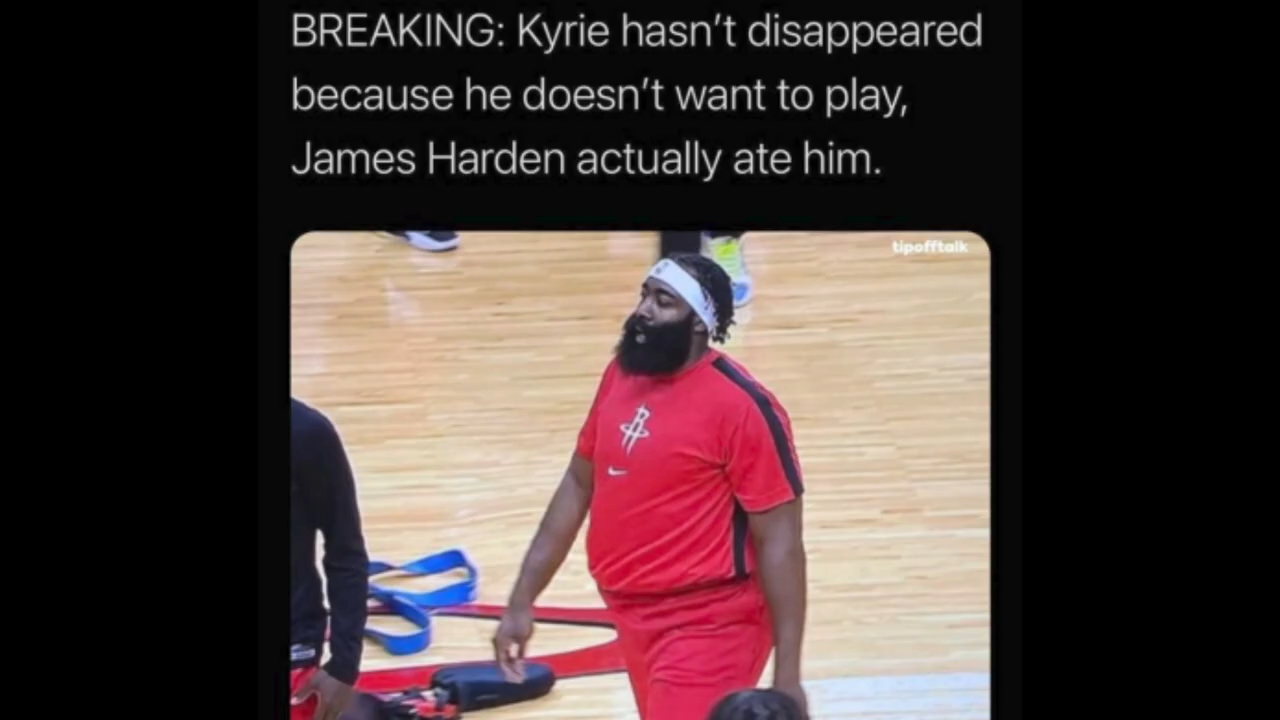 BREAKING: Kyrie hasn’t disappeared
because he doesn’t want to play,
James Harden actually ate him.
tipofftalk